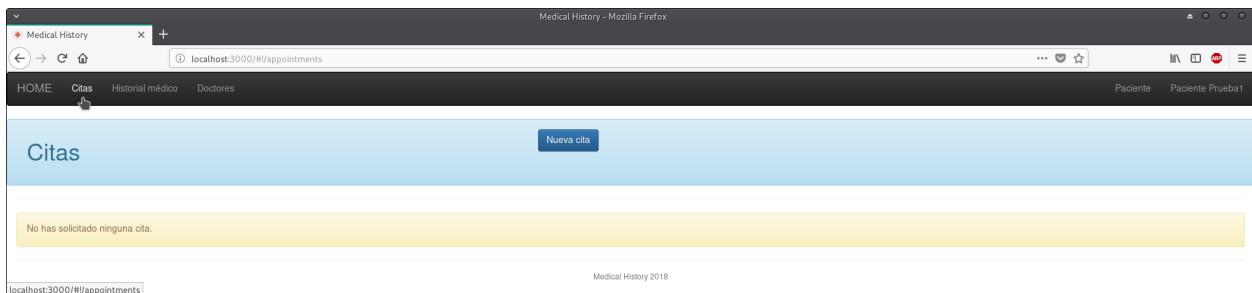 Medical History - Mozilla Firefox
Medical History
localhost:3000/#!/appointments
ABP
HOME Citas Historial médico Doctores Paciente Paciente Prueba1
Citas
Nueva cita
No has solicitado ninguna cita.
Medical History 2018
localhost:3000/#!/appointments